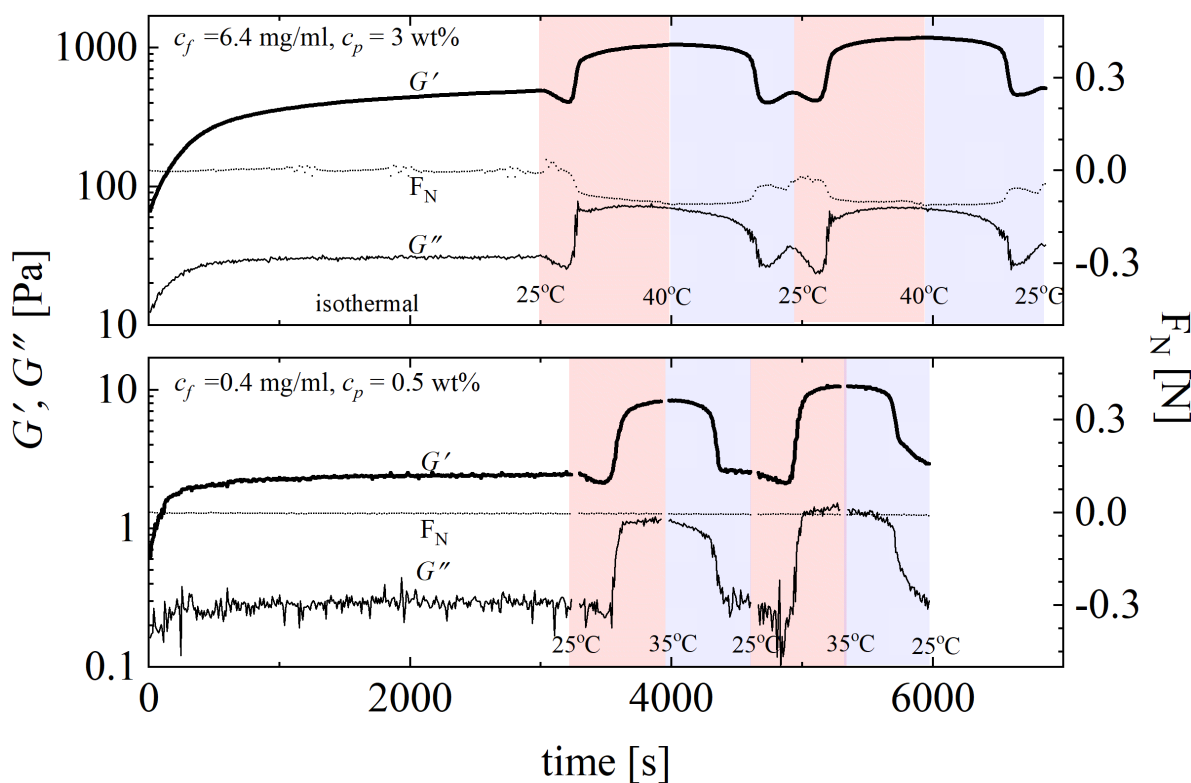 c_f =6.4 mg/ml, c_p = 3 wt%
1000
G′
0.3
F_N
0.0
100
G″
-0.3
isothermal
25°C
40°C
25°C
40°C
25°C
10
G′, G″ [Pa]
F_N [N]
c_f =0.4 mg/ml, c_p = 0.5 wt%
10
G′
0.3
1
F_N
0.0
G″
-0.3
25°C
35°C
25°C
35°C
25°C
0.1
0
2000
4000
6000
time [s]